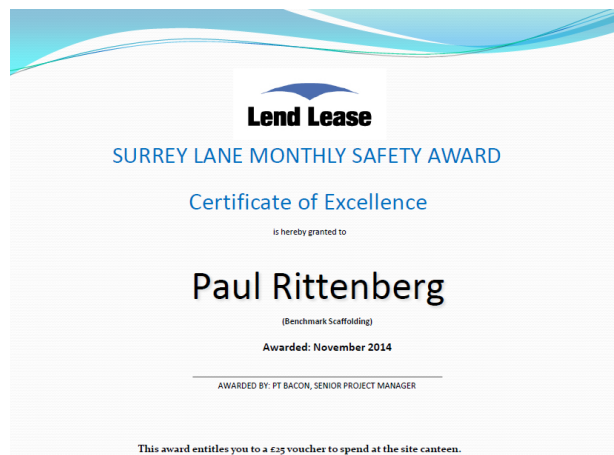 Lend Lease
SURREY LANE MONTHLY SAFETY AWARD
Certificate of Excellence
is hereby granted to
Paul Rittenberg
(Benchmark Scaffolding)
Awarded: November 2014
AWARDED BY: PT BACON, SENIOR PROJECT MANAGER
This award entitles you to a £25 voucher to spend at the site canteen.